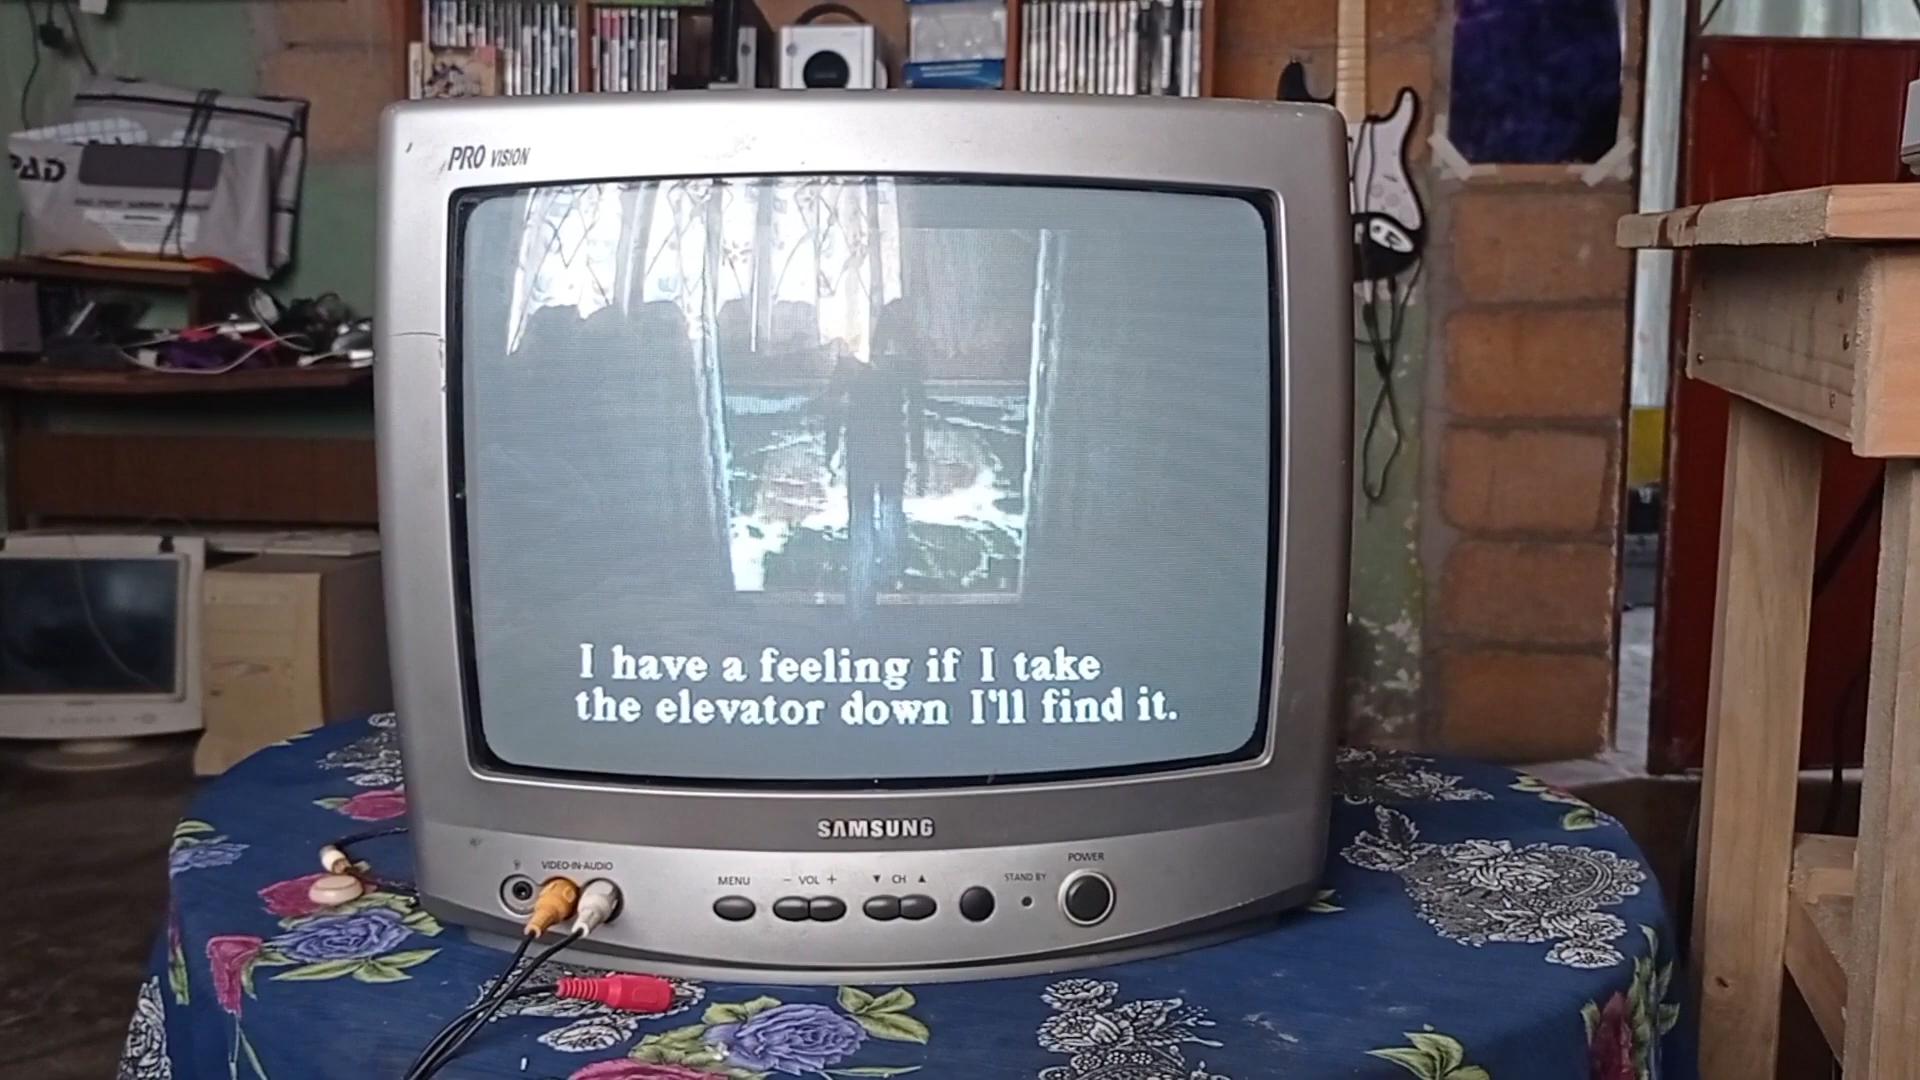 PAD
PRO VISION
I have a feeling if I take
the elevator down I'll find it.
SAMSUNG
VIDEO-IN-AUDIO
MENU
− VOL +
▼ CH ▲
STAND BY
POWER